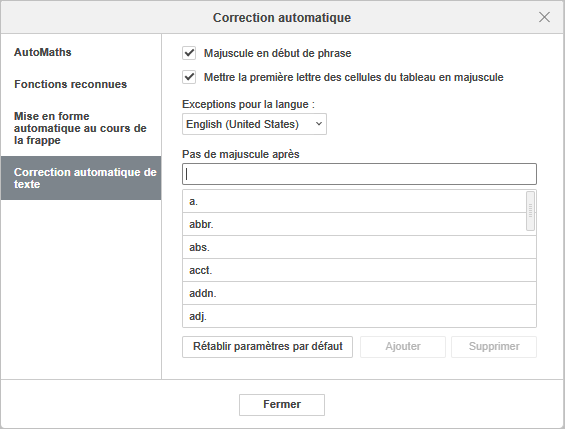 Correction automatique
AutoMaths
Fonctions reconnues
Mise en forme
automatique au cours de
la frappe
Correction automatique de
texte
Majuscule en début de phrase
Mettre la première lettre des cellules du tableau en majuscule
Exceptions pour la langue :
English (United States)
Pas de majuscule après
a.
abbr.
abs.
acct.
addn.
adj.
Rétablir paramètres par défaut
Ajouter
Supprimer
Fermer